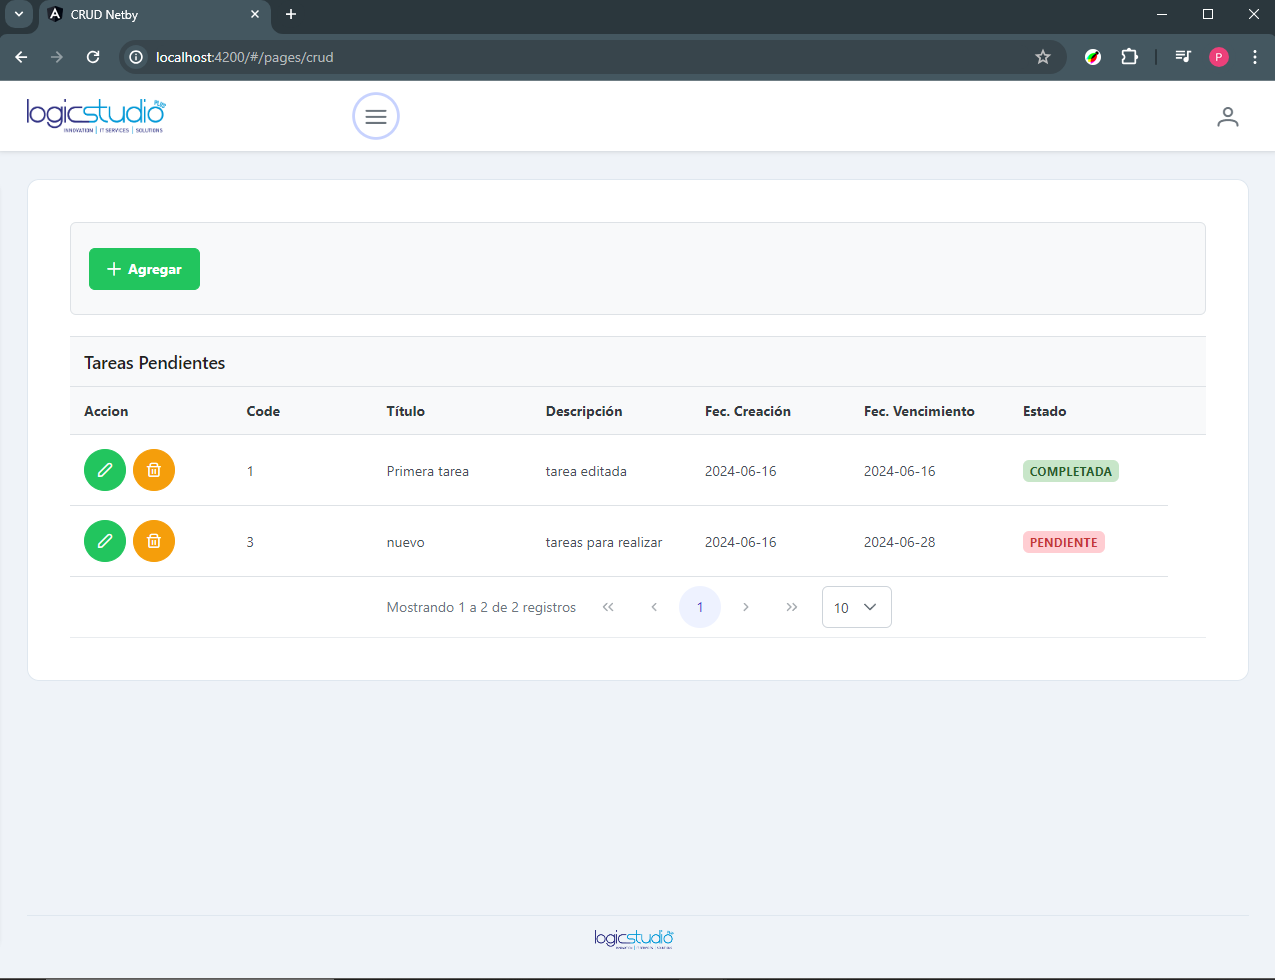 CRUD Netby
localhost:4200/#/pages/crud
P
logicstudio PLUS
INNOVATION | IT SERVICES | SOLUTIONS
Agregar
Tareas Pendientes
Accion Code Título Descripción Fec. Creación Fec. Vencimiento Estado
1 Primera tarea tarea editada 2024-06-16 2024-06-16 COMPLETADA
3 nuevo tareas para realizar 2024-06-16 2024-06-28 PENDIENTE
Mostrando 1 a 2 de 2 registros « ‹ 1 › » 10
logicstudio